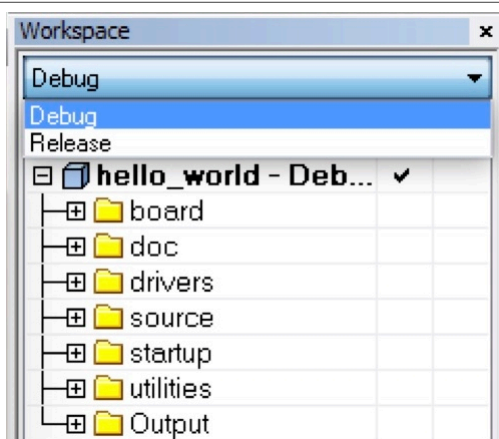 Workspace
Debug
Debug
Release
hello_world - Deb...
board
doc
drivers
source
startup
utilities
Output